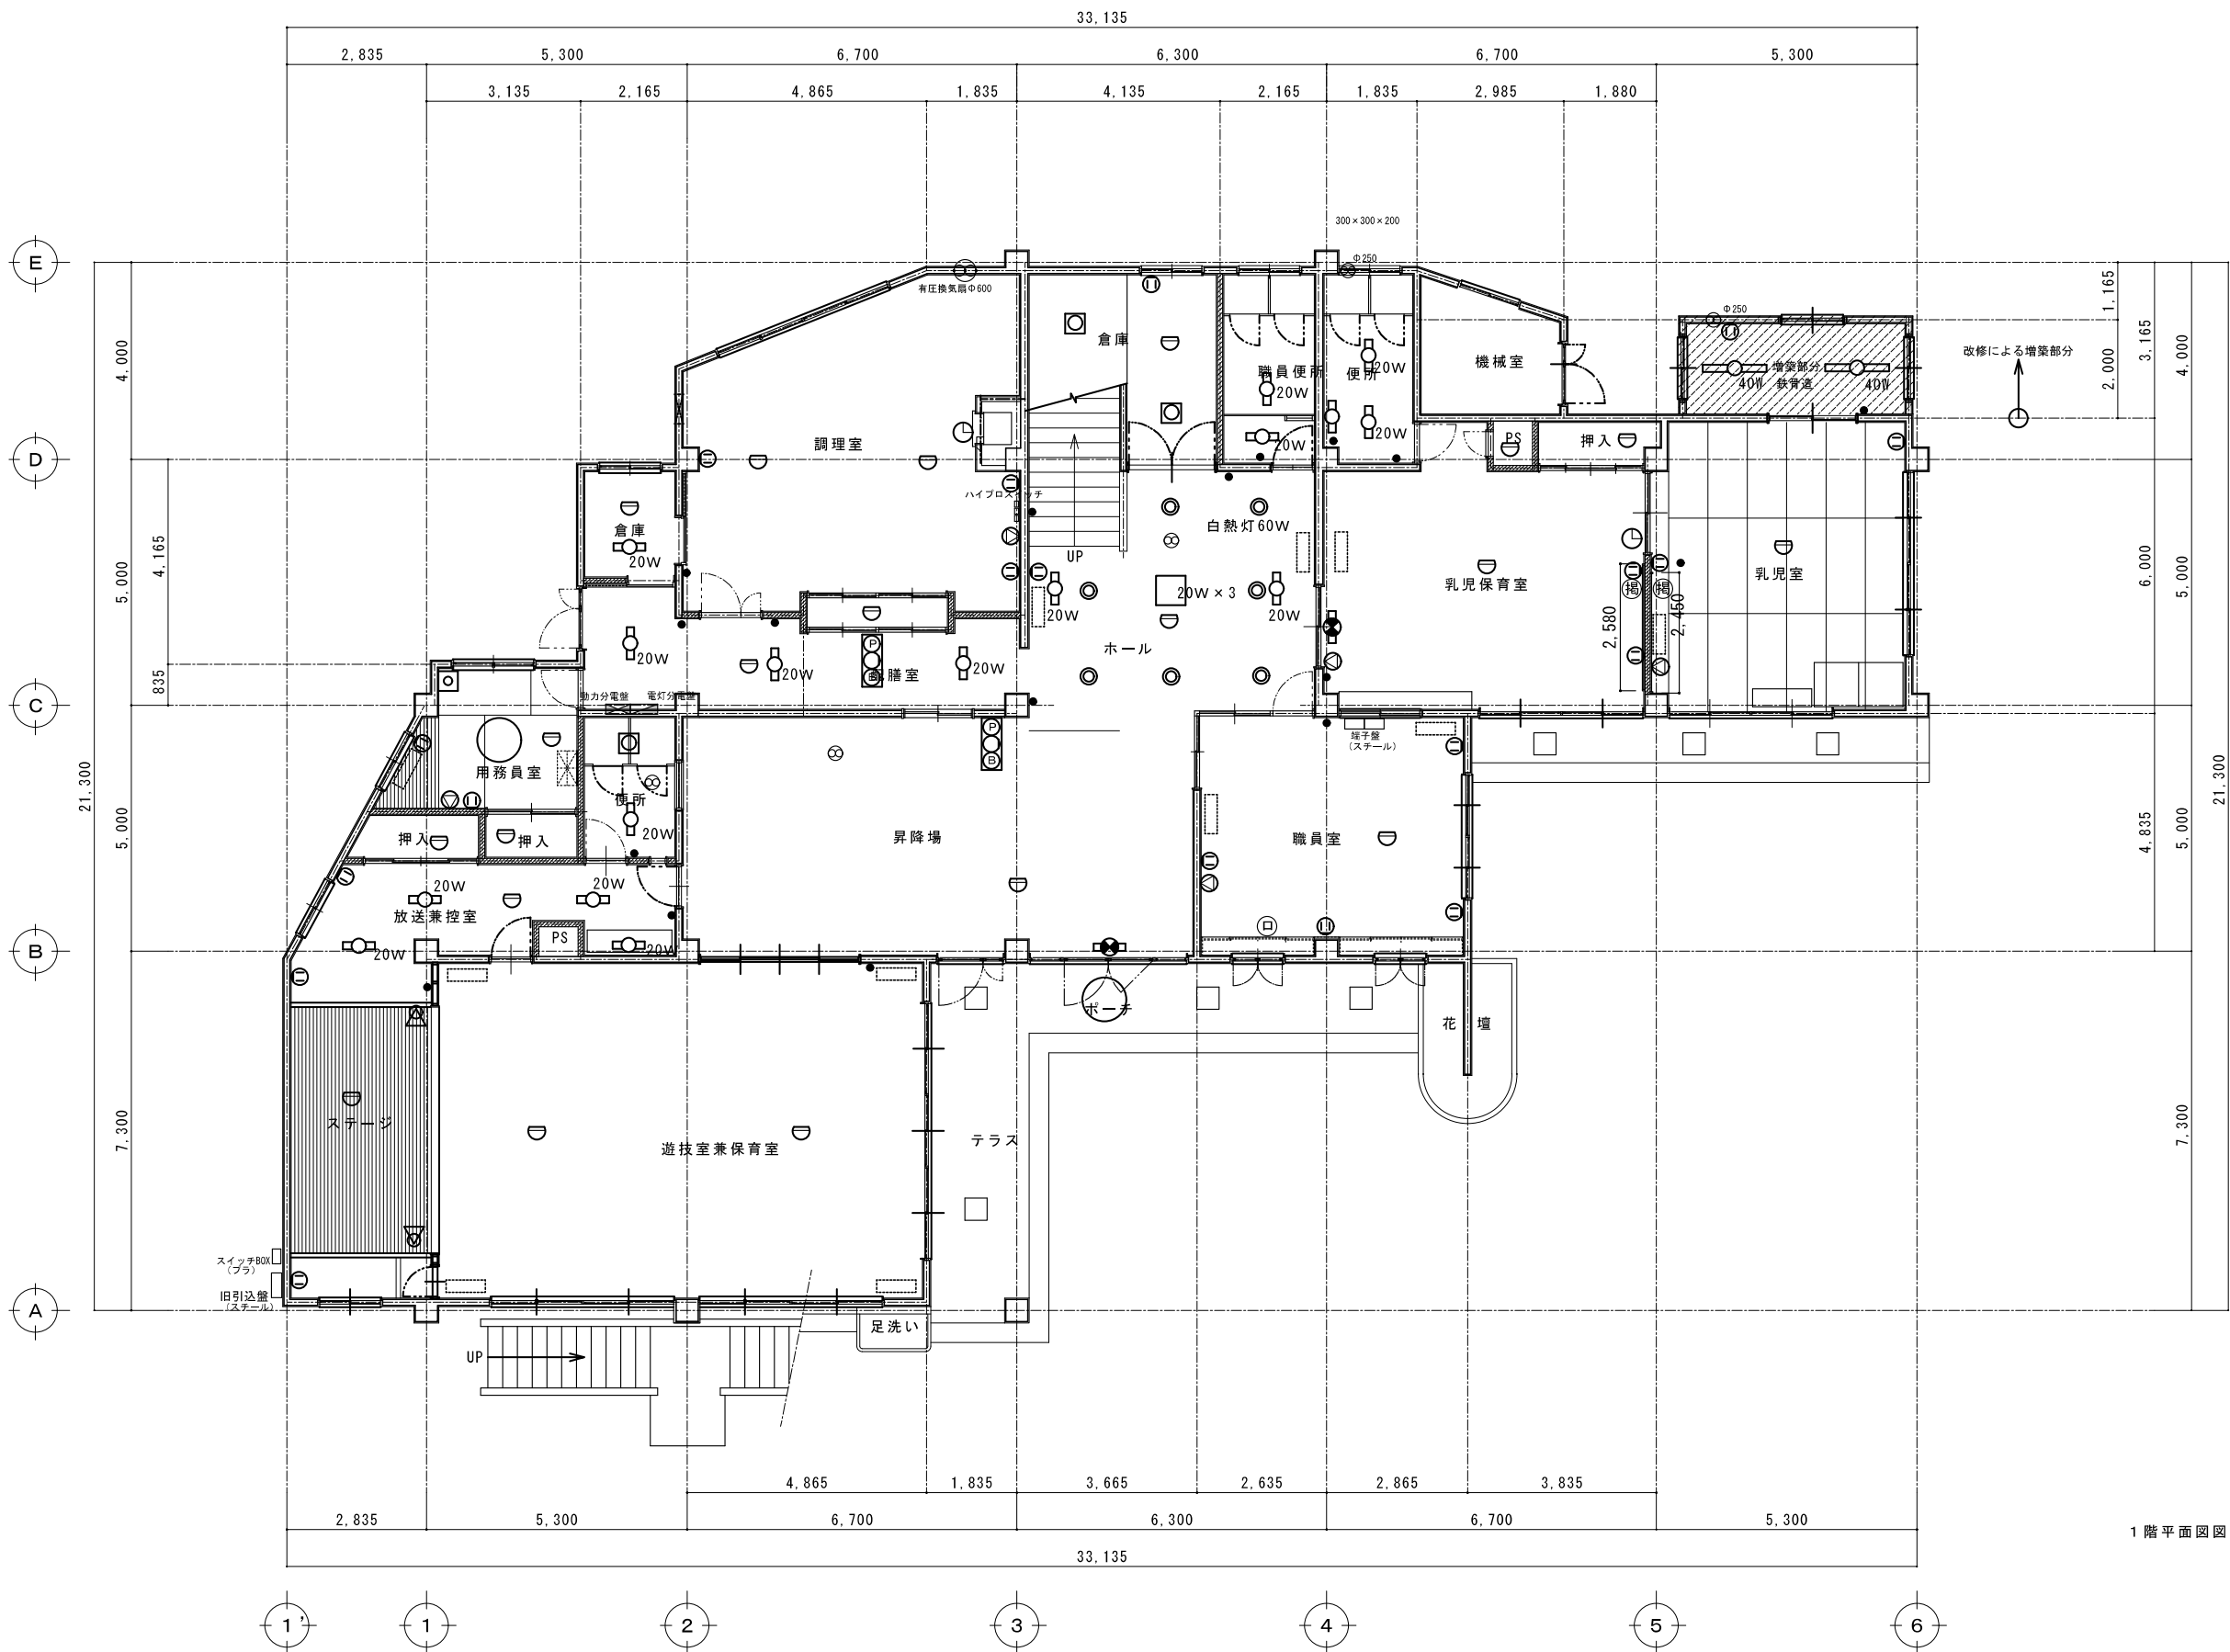 33,135
2,835 5,300 6,700 6,300 6,700 5,300
3,135 2,165 4,865 1,835 4,135 2,165 1,835 2,985 1,880
300×300×200
E
Φ250
有圧換気扇Φ600
Φ250
1,165
倉庫
3,165
4,000
4,000
機械室
改修による増築部分
職員便所
便所
20W
増築部分
鉄骨造
40W
40W
2,000
20W
20W
調理室
20W
PS
押入
D
ハイブロスイッチ
白熱灯60W
倉庫
20W
UP
4,165
5,000
6,000
5,000
乳児保育室
乳児室
掲
掲
20W
20W×3
20W
2,580
2,450
ホール
20W
20W
配膳室
20W
P
B
835
動力分電盤
電灯分電盤
C
端子盤
(スチール)
P
B
用務員室
便所
20W
21,300
21,300
5,000
4,835
5,000
押入
押入
昇降場
職員室
20W
20W
放送兼控室
ロ
PS
20W
20W
B
ポーチ
花壇
ステージ
遊技室兼保育室
テラス
7,300
7,300
スイッチBOX
(プラ)
旧引込盤
(スチール)
A
足洗い
UP
4,865 1,835 3,665 2,635 2,865 3,835
2,835 5,300 6,700 6,300 6,700 5,300
33,135
1階平面図図
1' 1 2 3 4 5 6